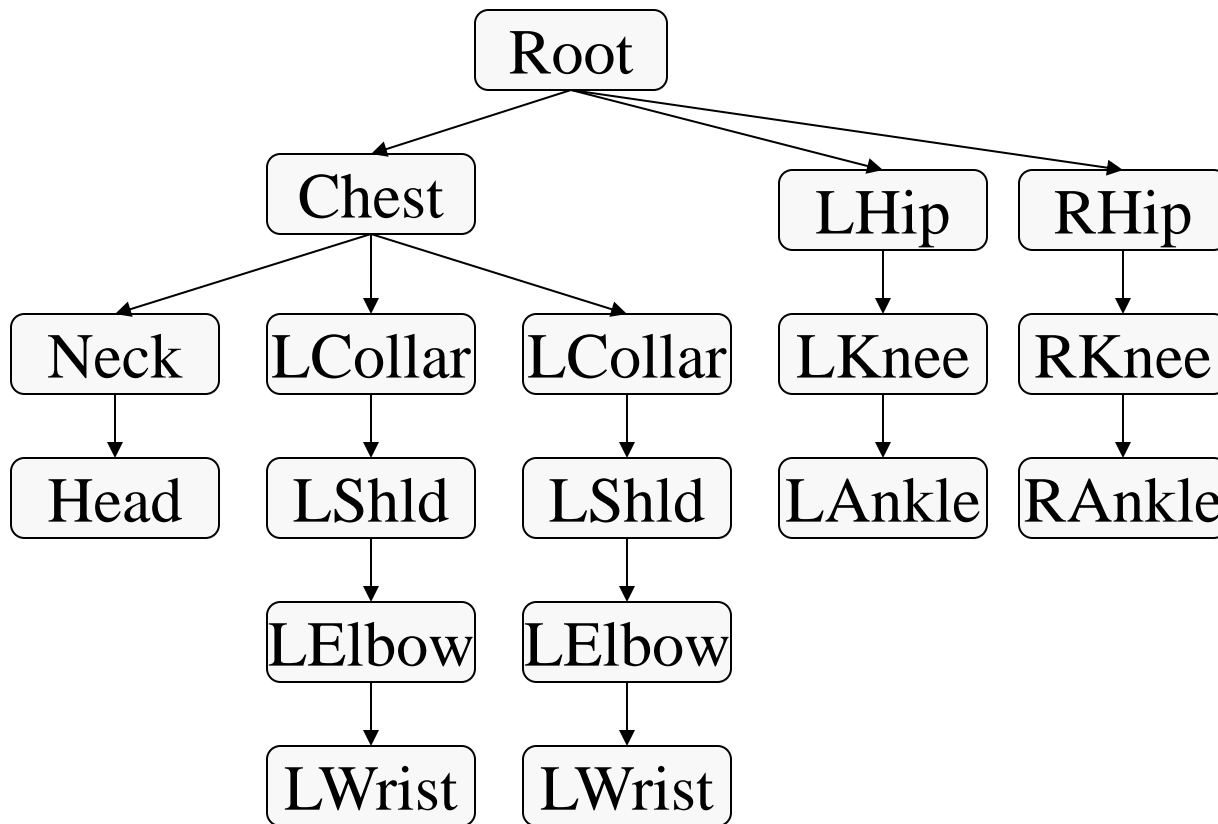 Root
Chest
LHip
RHip
Neck
LCollar
LCollar
LKnee
RKnee
Head
LShld
LShld
LAnkle
RAnkle
LElbow
LElbow
LWrist
LWrist